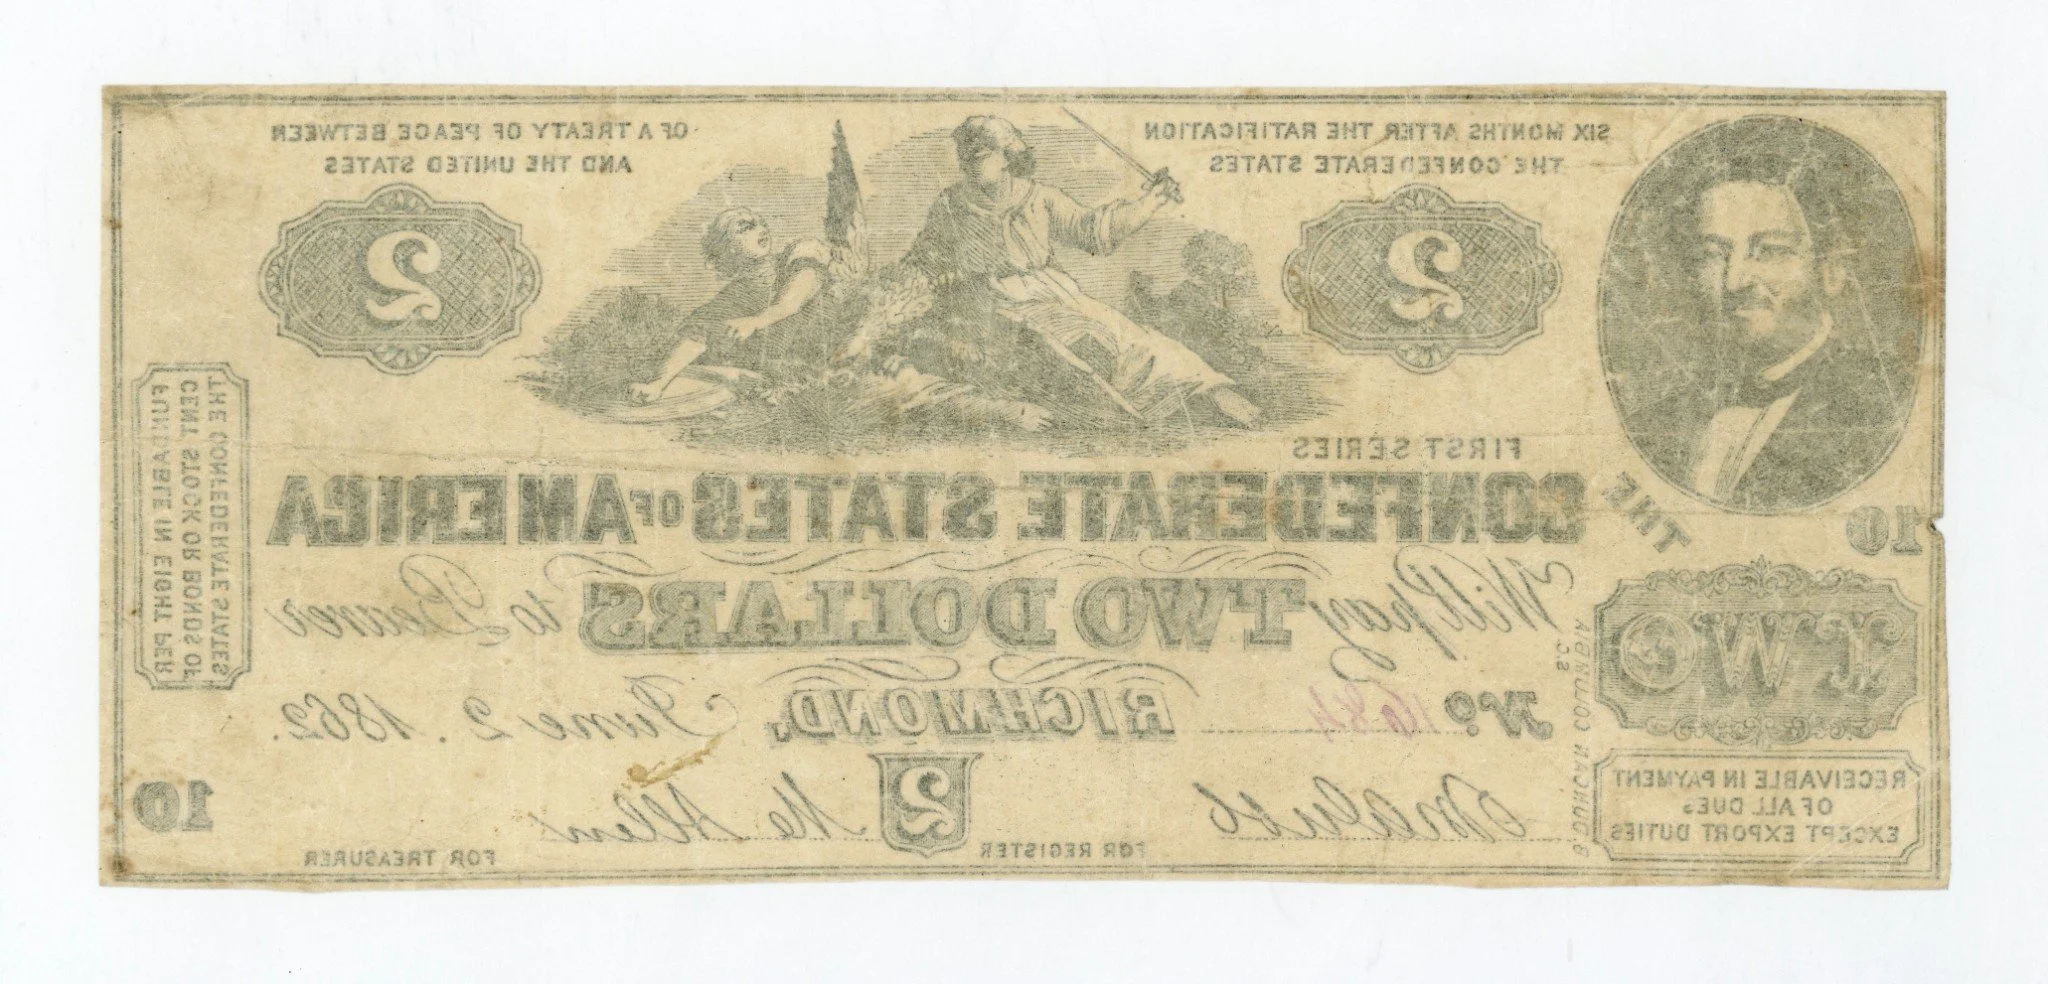 SIX MONTHS AFTER THE RATIFICATION
THE CONFEDERATE STATES
OF A TREATY OF PEACE BETWEEN
AND THE UNITED STATES
2
2
FIRST SERIES
THE
CONFEDERATE STATES OF AMERICA
10
Will pay TWO DOLLARS to Bearer
TWO
No. 1684
RICHMOND, June 2. 1862.
2
RECEIVABLE IN PAYMENT
OF ALL DUES
EXCEPT EXPORT DUTIES
FOR REGISTER
FOR TREASURER
10
B DUNCAN COLUMBIA
S.C.
FUNDABLE IN EIGHT PER
CENT STOCK OR BONDS OF
THE CONFEDERATE STATES